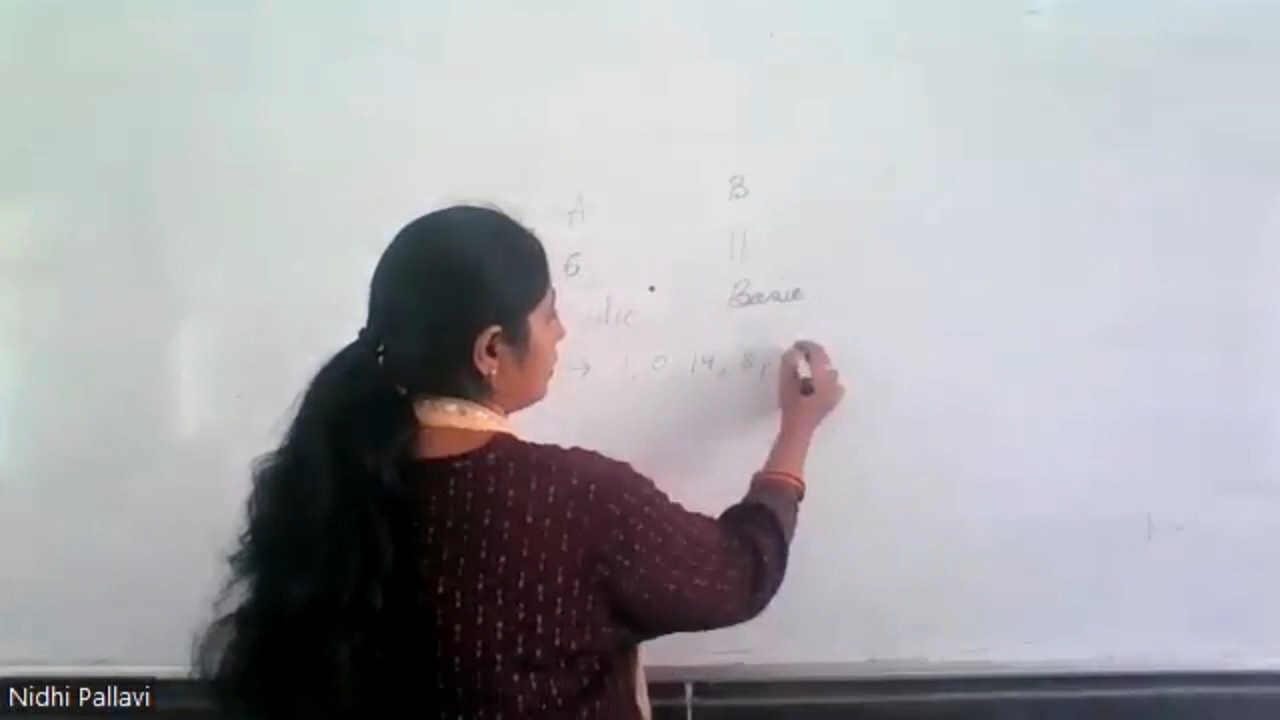 A B
6 11
dic Basic
→ 1, 0 14, 8,
Nidhi Pallavi